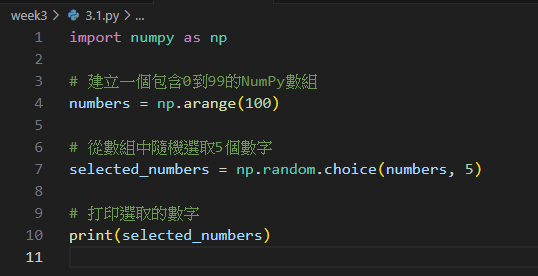 week3 > 3.1.py > ...
1 import numpy as np
2
3 # 建立一個包含0到99的NumPy數組
4 numbers = np.arange(100)
5
6 # 從數組中隨機選取5個數字
7 selected_numbers = np.random.choice(numbers, 5)
8
9 # 打印選取的數字
10 print(selected_numbers)
11